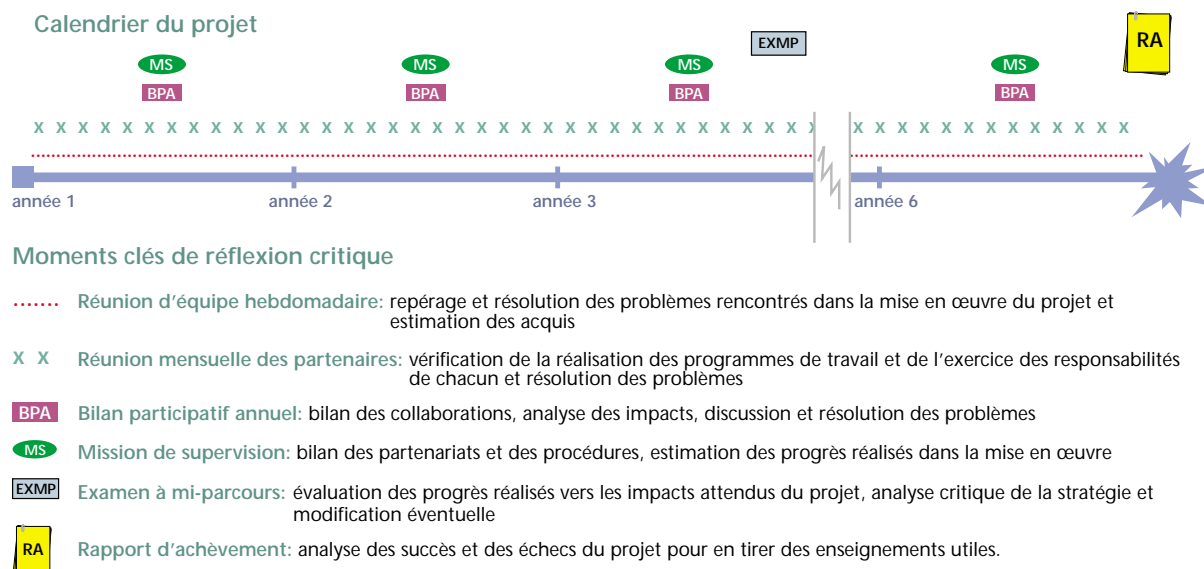 Calendrier du projet
EXMP
RA
MS MS MS MS
BPA BPA BPA BPA
X X X X X X X X X X X X X X X X X X X X X X X X X X X X X X X X X X X X X X X X X X X X X X X X X
année 1 année 2 année 3 année 6
Moments clés de réflexion critique
....... Réunion d'équipe hebdomadaire: repérage et résolution des problèmes rencontrés dans la mise en œuvre du projet et
estimation des acquis
X X Réunion mensuelle des partenaires: vérification de la réalisation des programmes de travail et de l'exercice des responsabilités
de chacun et résolution des problèmes
BPA Bilan participatif annuel: bilan des collaborations, analyse des impacts, discussion et résolution des problèmes
MS Mission de supervision: bilan des partenariats et des procédures, estimation des progrès réalisés dans la mise en œuvre
EXMP Examen à mi-parcours: évaluation des progrès réalisés vers les impacts attendus du projet, analyse critique de la stratégie et
modification éventuelle
RA Rapport d'achèvement: analyse des succès et des échecs du projet pour en tirer des enseignements utiles.